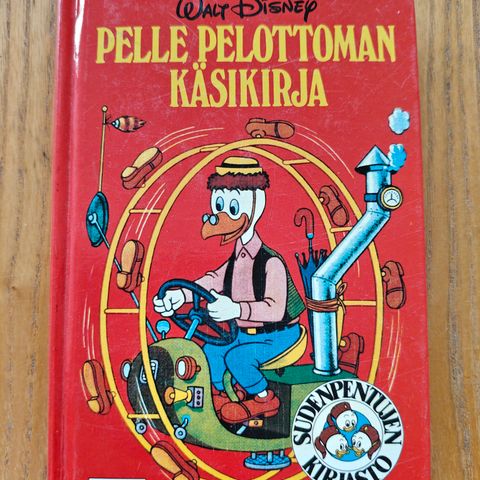 Walt Disney
PELLE PELOTTOMAN
KÄSIKIRJA
SUDENPENTUJEN
KIRJASTO